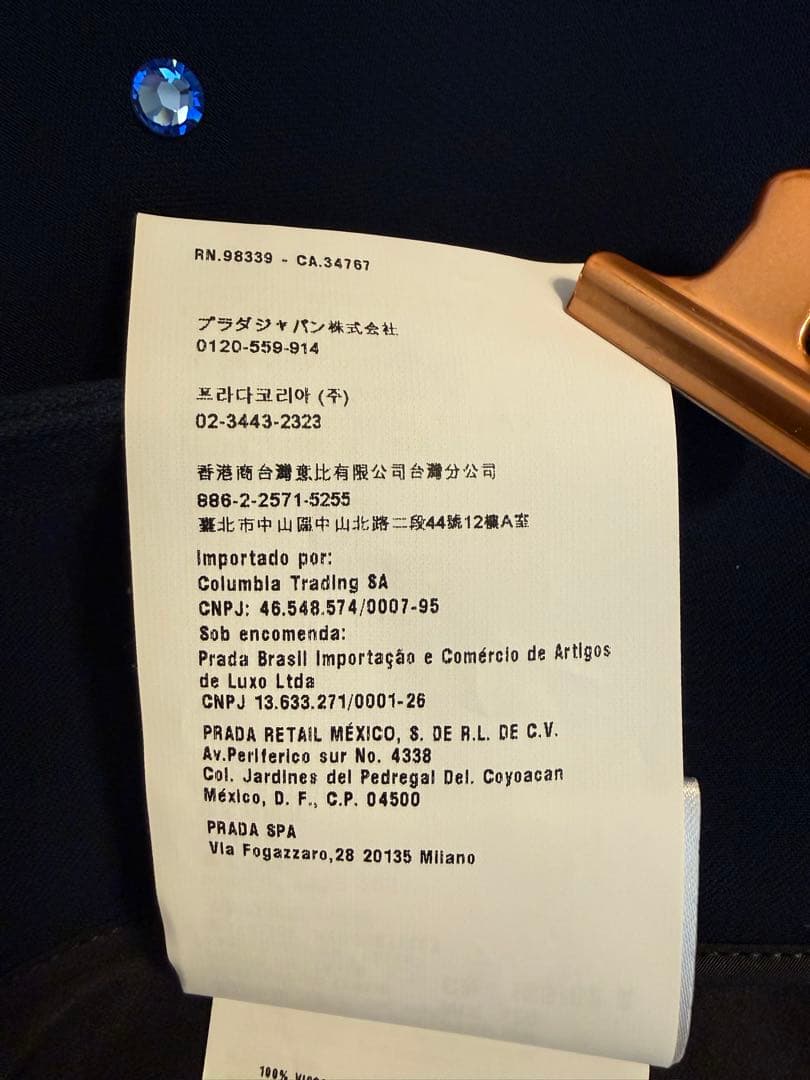 RN.98339 - CA.34767
プラダジャパン株式会社
0120-559-914
프라다코리아 (주)
02-3443-2323
香港商台灣意比有限公司台灣分公司
886-2-2571-5255
臺北市中山區中山北路二段44號12樓A室
Importado por:
Columbia Trading SA
CNPJ: 46.548.574/0007-95
Sob encomenda:
Prada Brasil Importação e Comércio de Artigos
de Luxo Ltda
CNPJ 13.633.271/0001-26
PRADA RETAIL MÉXICO, S. DE R.L. DE C.V.
Av.Periferico sur No. 4338
Col. Jardines del Pedregal Del. Coyoacan
México, D. F., C.P. 04500
PRADA SPA
Via Fogazzaro,28 20135 Milano
100%